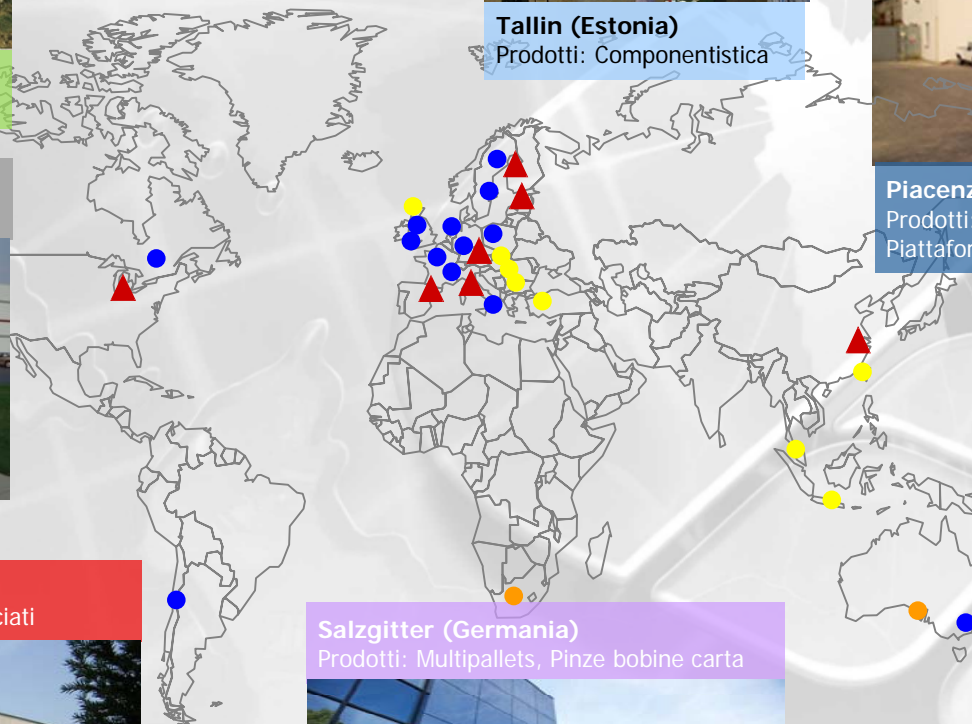 Tallin (Estonia)
Prodotti: Componentistica
Piacenz
Prodotti:
Piattafor
ciati
Salzgitter (Germania)
Prodotti: Multipallets, Pinze bobine carta